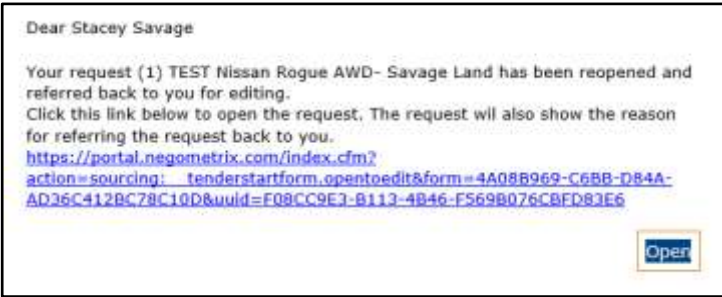 Dear Stacey Savage
Your request (1) TEST Nissan Rogue AWD- Savage Land has been reopened and
referred back to you for editing.
Click this link below to open the request. The request wil also show the reason
for referring the request back to you.
https://portal.negometrix.com/index.cfm?
action=sourcing: tenderstartform.opentoedit&form=4A08B969-C6BB-D84A-
AD36C412BC78C10D&uuid=F08CC9E3-B113-4B46-F569B076CBFD83E6
Open